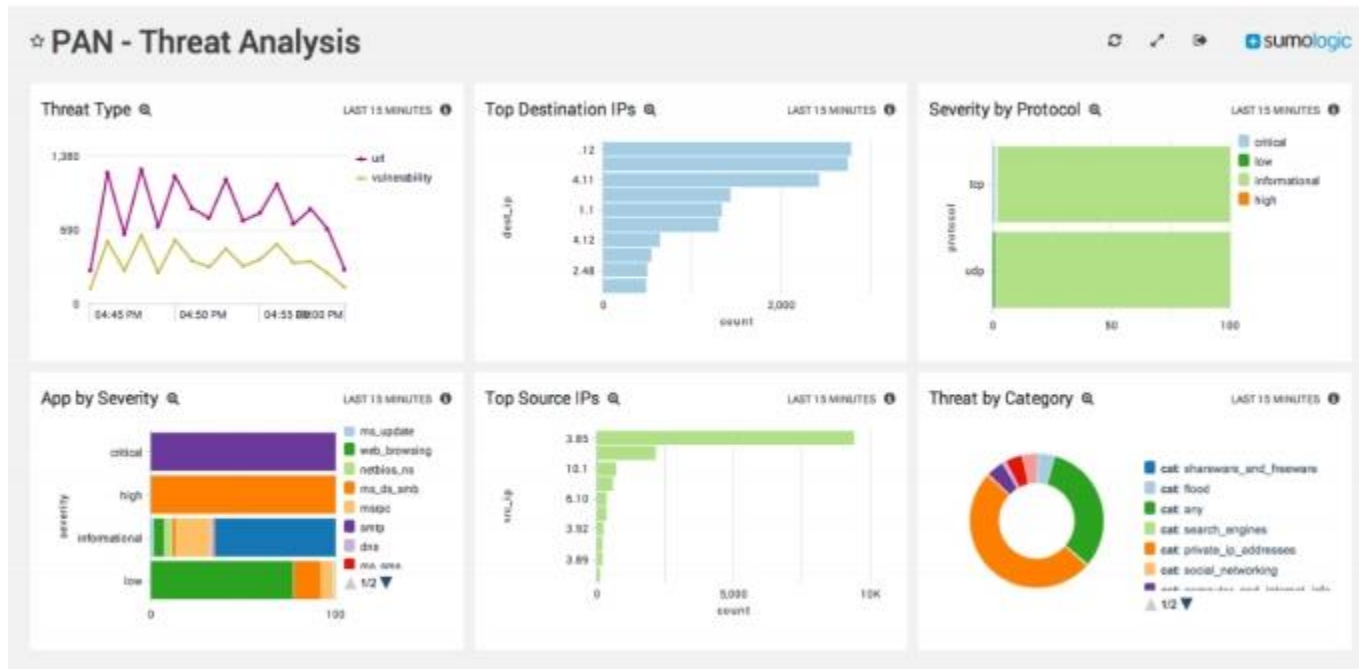 PAN - Threat Analysis
sumologic
Threat Type
LAST 15 MINUTES
1,380
690
0
04:45 PM
04:50 PM
04:55
url
vulnerability
Top Destination IPs
LAST 15 MINUTES
dest_ip
.12
4.11
1.1
4.12
2.48
0
2,000
count
Severity by Protocol
LAST 15 MINUTES
protocol
tcp
udp
0
50
100
critical
low
informational
high
App by Severity
LAST 15 MINUTES
severity
critical
high
informational
low
0
100
ms_update
web_browsing
netbios_ns
ms_ds_smb
msrpc
smtp
dns
1/2
Top Source IPs
LAST 15 MINUTES
src_ip
3.85
10.1
6.10
3.92
3.89
0
5,000
10K
count
Threat by Category
LAST 15 MINUTES
cat: shareware_and_freeware
cat: flood
cat: any
cat: search_engines
cat: private_ip_addresses
cat: social_networking
1/2